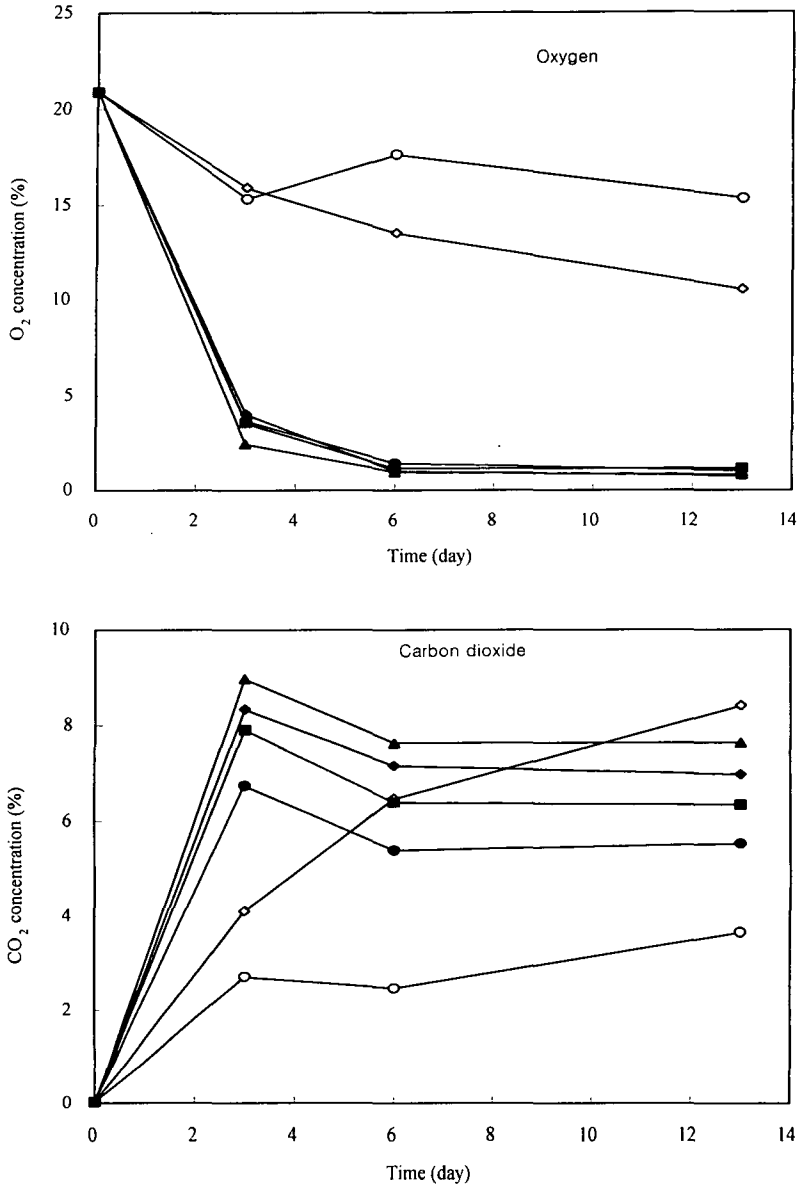 25
Oxygen
20
15
10
5
0
O2 concentration (%)
0 2 4 6 8 10 12 14
Time (day)
10
Carbon dioxide
8
6
4
2
0
CO2 concentration (%)
0 2 4 6 8 10 12 14
Time (day)